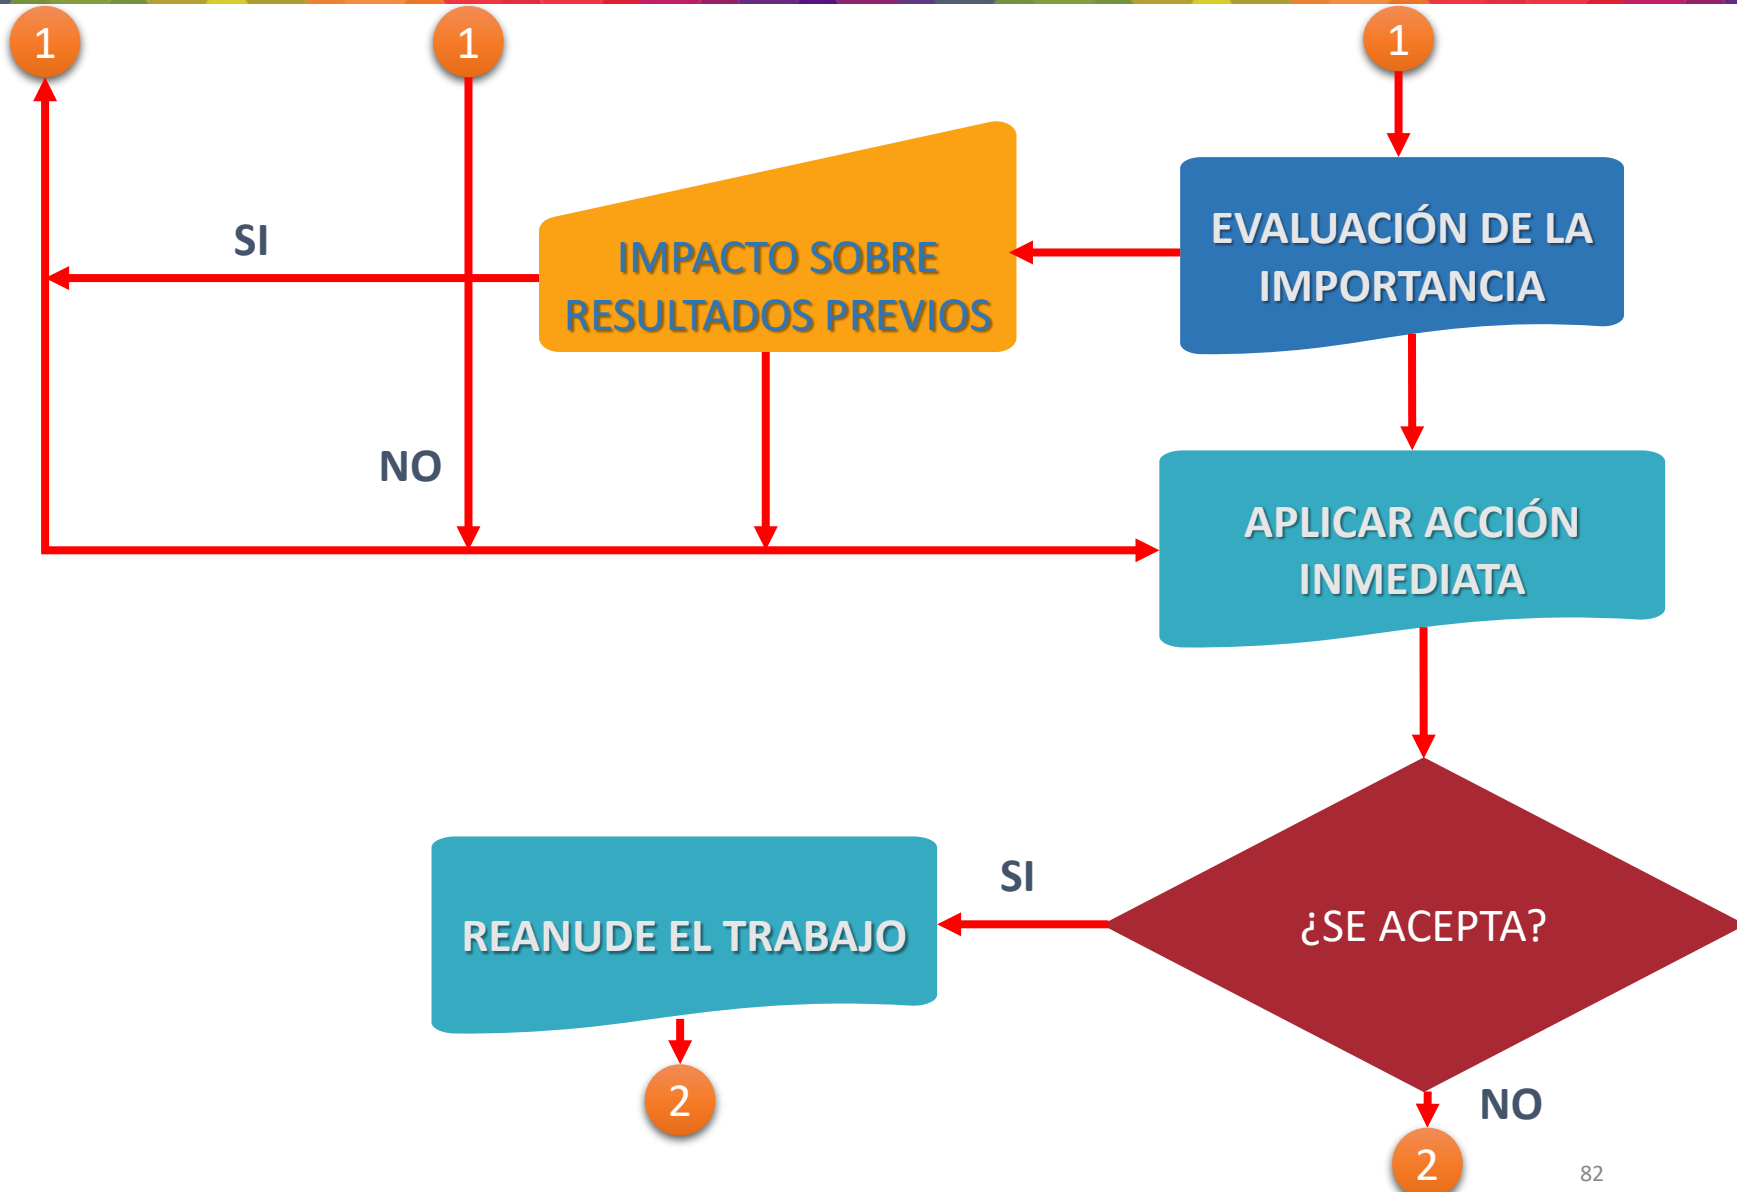 1
1
1
EVALUACIÓN DE LA
IMPORTANCIA
SI
IMPACTO SOBRE
RESULTADOS PREVIOS
NO
APLICAR ACCIÓN
INMEDIATA
SI
¿SE ACEPTA?
REANUDE EL TRABAJO
2
NO
2
82